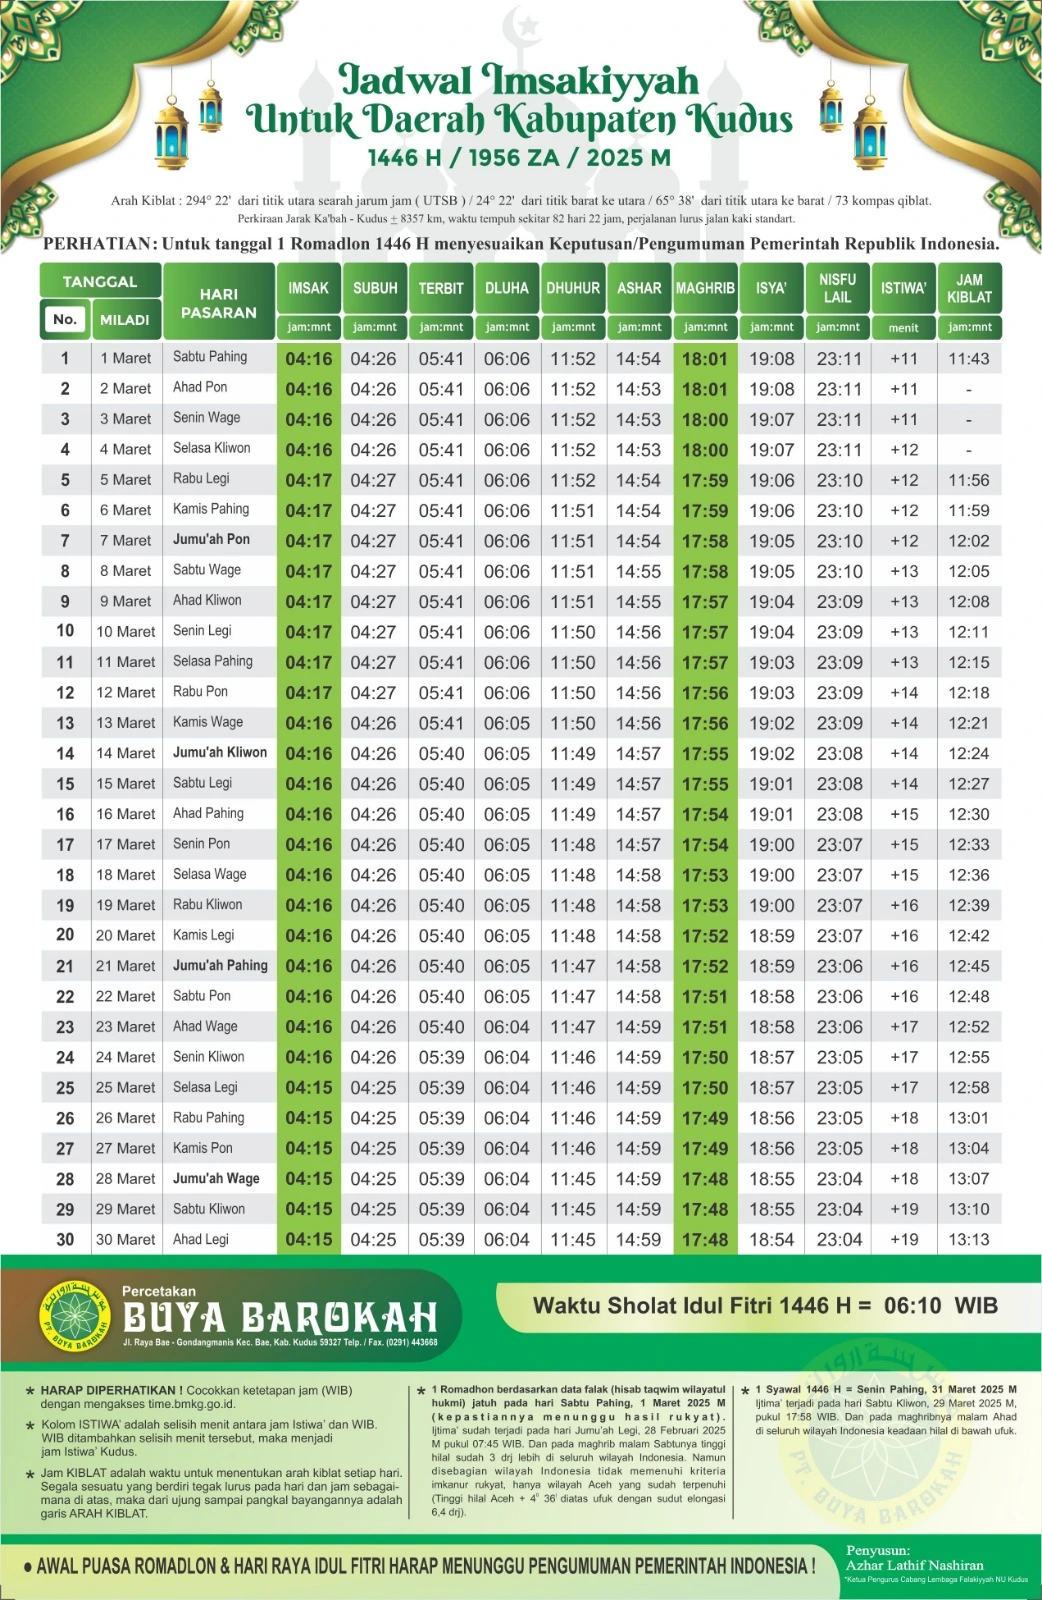 Jadwal Imsakiyyah
Untuk Daerah Kabupaten Kudus
1446 H / 1956 ZA / 2025 M
Arah Kiblat : 294° 22' dari titik utara searah jarum jam ( UTSB ) / 24° 22' dari titik barat ke utara / 65° 38' dari titik utara ke barat / 73 kompas qiblat.
Perkiraan Jarak Ka'bah - Kudus ± 8357 km, waktu tempuh sekitar 82 hari 22 jam, perjalanan lurus jalan kaki standart.
PERHATIAN : Untuk tanggal 1 Romadlon 1446 H menyesuaikan Keputusan/Pengumuman Pemerintah Republik Indonesia.
TANGGAL HARI PASARAN IMSAK SUBUH TERBIT DLUHA DHUHUR ASHAR MAGHRIB ISYA' NISFU LAIL ISTIWA' JAM KIBLAT
No. MILADI jam:mnt jam:mnt jam:mnt jam:mnt jam:mnt jam:mnt jam:mnt jam:mnt jam:mnt menit jam:mnt
1 1 Maret Sabtu Pahing 04:16 04:26 05:41 06:06 11:52 14:54 18:01 19:08 23:11 +11 11:43
2 2 Maret Ahad Pon 04:16 04:26 05:41 06:06 11:52 14:53 18:01 19:08 23:11 +11 -
3 3 Maret Senin Wage 04:16 04:26 05:41 06:06 11:52 14:53 18:00 19:07 23:11 +11 -
4 4 Maret Selasa Kliwon 04:16 04:26 05:41 06:06 11:52 14:53 18:00 19:07 23:11 +12 -
5 5 Maret Rabu Legi 04:17 04:27 05:41 06:06 11:52 14:54 17:59 19:06 23:10 +12 11:56
6 6 Maret Kamis Pahing 04:17 04:27 05:41 06:06 11:51 14:54 17:59 19:06 23:10 +12 11:59
7 7 Maret Jumu'ah Pon 04:17 04:27 05:41 06:06 11:51 14:54 17:58 19:05 23:10 +12 12:02
8 8 Maret Sabtu Wage 04:17 04:27 05:41 06:06 11:51 14:55 17:58 19:05 23:10 +13 12:05
9 9 Maret Ahad Kliwon 04:17 04:27 05:41 06:06 11:51 14:55 17:57 19:04 23:09 +13 12:08
10 10 Maret Senin Legi 04:17 04:27 05:41 06:06 11:50 14:56 17:57 19:04 23:09 +13 12:11
11 11 Maret Selasa Pahing 04:17 04:27 05:41 06:06 11:50 14:56 17:57 19:03 23:09 +13 12:15
12 12 Maret Rabu Pon 04:17 04:27 05:41 06:06 11:50 14:56 17:56 19:03 23:09 +14 12:18
13 13 Maret Kamis Wage 04:16 04:26 05:41 06:05 11:50 14:56 17:56 19:02 23:09 +14 12:21
14 14 Maret Jumu'ah Kliwon 04:16 04:26 05:40 06:05 11:49 14:57 17:55 19:02 23:08 +14 12:24
15 15 Maret Sabtu Legi 04:16 04:26 05:40 06:05 11:49 14:57 17:55 19:01 23:08 +14 12:27
16 16 Maret Ahad Pahing 04:16 04:26 05:40 06:05 11:49 14:57 17:54 19:01 23:08 +15 12:30
17 17 Maret Senin Pon 04:16 04:26 05:40 06:05 11:48 14:57 17:54 19:00 23:07 +15 12:33
18 18 Maret Selasa Wage 04:16 04:26 05:40 06:05 11:48 14:58 17:53 19:00 23:07 +15 12:36
19 19 Maret Rabu Kliwon 04:16 04:26 05:40 06:05 11:48 14:58 17:53 19:00 23:07 +16 12:39
20 20 Maret Kamis Legi 04:16 04:26 05:40 06:05 11:48 14:58 17:52 18:59 23:07 +16 12:42
21 21 Maret Jumu'ah Pahing 04:16 04:26 05:40 06:05 11:47 14:58 17:52 18:59 23:06 +16 12:45
22 22 Maret Sabtu Pon 04:16 04:26 05:40 06:05 11:47 14:58 17:51 18:58 23:06 +16 12:48
23 23 Maret Ahad Wage 04:16 04:26 05:40 06:04 11:47 14:59 17:51 18:58 23:06 +17 12:52
24 24 Maret Senin Kliwon 04:16 04:26 05:39 06:04 11:46 14:59 17:50 18:57 23:05 +17 12:55
25 25 Maret Selasa Legi 04:15 04:25 05:39 06:04 11:46 14:59 17:50 18:57 23:05 +17 12:58
26 26 Maret Rabu Pahing 04:15 04:25 05:39 06:04 11:46 14:59 17:49 18:56 23:05 +18 13:01
27 27 Maret Kamis Pon 04:15 04:25 05:39 06:04 11:46 14:59 17:49 18:56 23:05 +18 13:04
28 28 Maret Jumu'ah Wage 04:15 04:25 05:39 06:04 11:45 14:59 17:48 18:55 23:04 +18 13:07
29 29 Maret Sabtu Kliwon 04:15 04:25 05:39 06:04 11:45 14:59 17:48 18:55 23:04 +19 13:10
30 30 Maret Ahad Legi 04:15 04:25 05:39 06:04 11:45 14:59 17:48 18:54 23:04 +19 13:13
PT. BUYA BAROKAH
Percetakan
BUYA BAROKAH
Jl. Raya Bae - Gondangmanis Kec. Bae, Kab. Kudus 59327 Telp. / Fax. (0291) 443668
Waktu Sholat Idul Fitri 1446 H = 06:10 WIB
* HARAP DIPERHATIKAN ! Cocokkan ketetapan jam (WIB)
dengan mengakses time.bmkg.go.id.
* Kolom ISTIWA' adalah selisih menit antara jam Istiwa' dan WIB.
WIB ditambahkan selisih menit tersebut, maka menjadi
jam Istiwa' Kudus.
* Jam KIBLAT adalah waktu untuk menentukan arah kiblat setiap hari.
Segala sesuatu yang berdiri tegak lurus pada hari dan jam sebagai-
mana di atas, maka dari ujung sampai pangkal bayangannya adalah
garis ARAH KIBLAT.
* 1 Romadhon berdasarkan data falak (hisab taqwim wilayatul
hukmi) jatuh pada hari Sabtu Pahing, 1 Maret 2025 M
(kepastiannya menunggu hasil rukyat).
Ijtima' sudah terjadi pada hari Jumu'ah Legi, 28 Februari 2025
M pukul 07:45 WIB. Dan pada maghrib malam Sabtunya tinggi
hilal sudah 3 drj lebih di seluruh wilayah Indonesia. Namun
disebagian wilayah Indonesia tidak memenuhi kriteria
imkanur rukyat, hanya wilayah Aceh yang sudah terpenuhi
(Tinggi hilal Aceh + 4° 36' diatas ufuk dengan sudut elongasi
6,4 drj).
* 1 Syawal 1446 H = Senin Pahing, 31 Maret 2025 M
Ijtima' terjadi pada hari Sabtu Kliwon, 29 Maret 2025 M,
pukul 17:58 WIB. Dan pada maghribnya malam Ahad
di seluruh wilayah Indonesia keadaan hilal di bawah ufuk.
PT. BUYA BAROKAH
• AWAL PUASA ROMADLON & HARI RAYA IDUL FITRI HARAP MENUNGGU PENGUMUMAN PEMERINTAH INDONESIA !
Penyusun:
Azhar Lathif Nashiran
*Ketua Pengurus Cabang Lembaga Falakiyyah NU Kudus